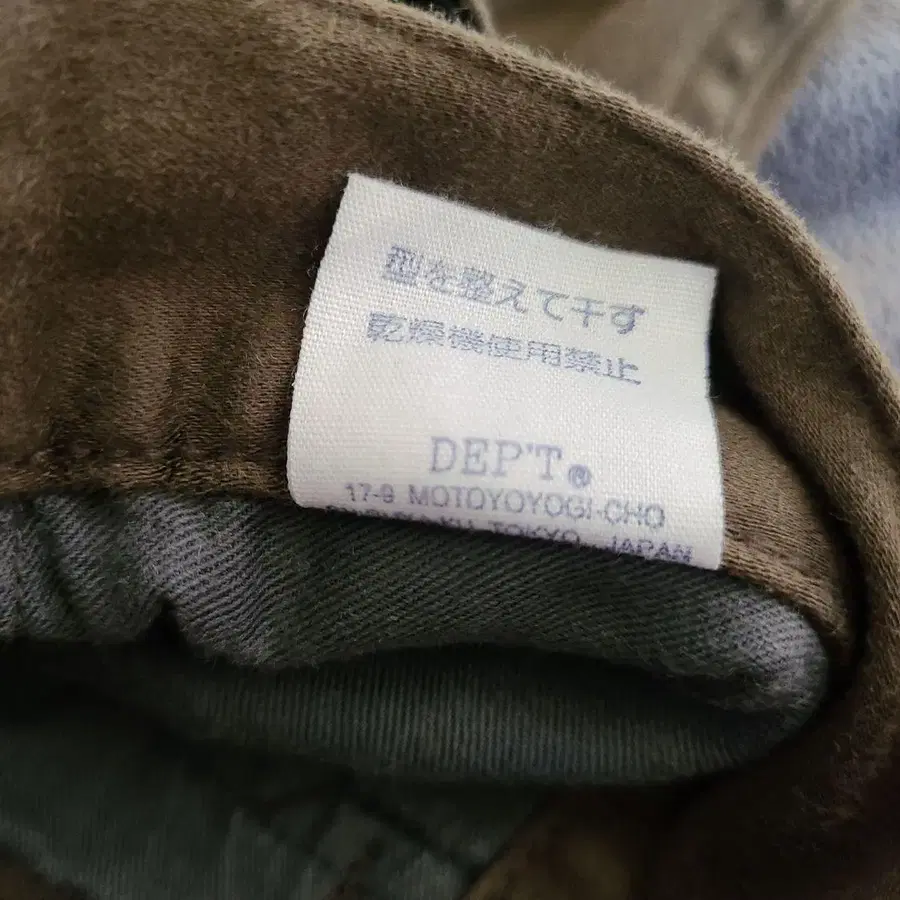 型を整えて干す
乾燥機使用禁止
DEP'T®
17-9 MOTOYOYOGI-CHO
KU TOKYO, JAPAN